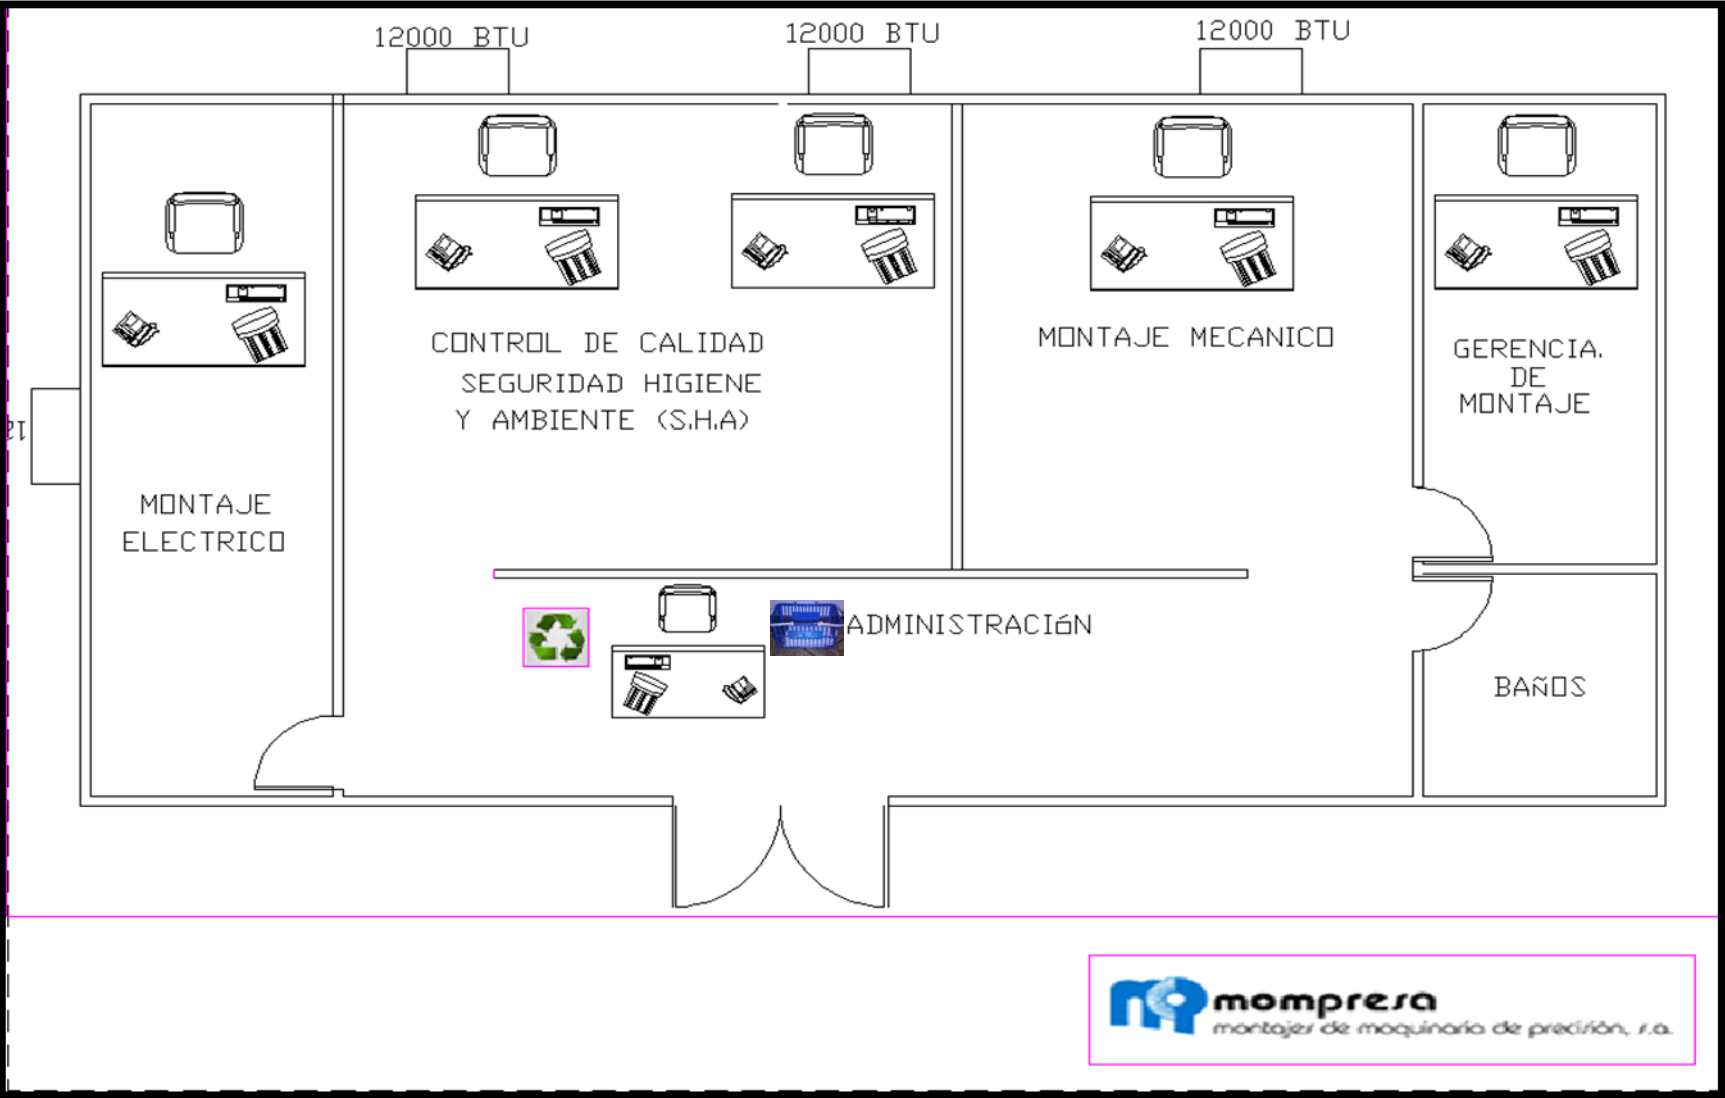 12000 BTU
12000 BTU
12000 BTU
CONTROL DE CALIDAD
SEGURIDAD HIGIENE
Y AMBIENTE (S.H.A)
MONTAJE MECANICO
GERENCIA.
DE
MONTAJE
MONTAJE
ELECTRICO
ADMINISTRACIóN
BAñOS
mompresa
montajes de maquinaria de precisión, s.a.